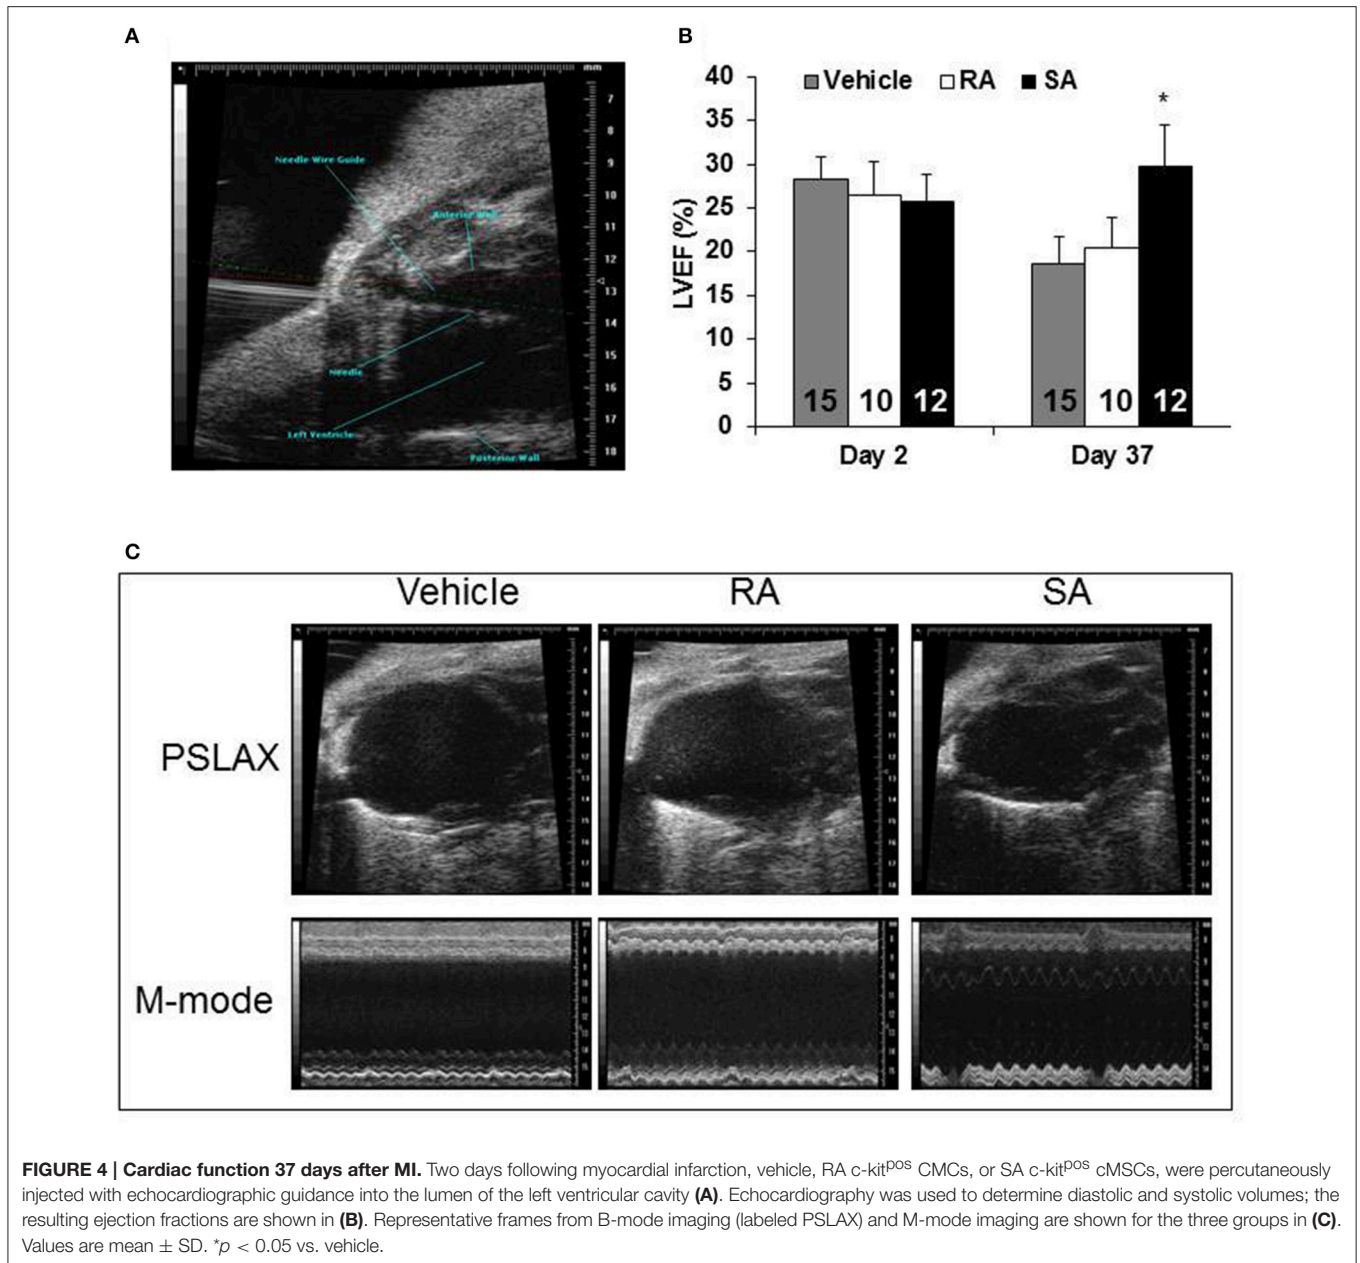 A
mm
7
8
9
10
11
12
13
14
15
16
17
18
Needle Wire Guide
Anterior Wall
Needle
Left Ventricle
Posterior Wall
B
Vehicle RA SA
*
40
35
30
25
20
15
10
5
0
LVEF (%)
15 10 12 15 10 12
Day 2 Day 37
C
Vehicle RA SA
PSLAX
M-mode
FIGURE 4 | Cardiac function 37 days after MI. Two days following myocardial infarction, vehicle, RA c-kitpos CMCs, or SA c-kitpos cMSCs, were percutaneously
injected with echocardiographic guidance into the lumen of the left ventricular cavity (A). Echocardiography was used to determine diastolic and systolic volumes; the
resulting ejection fractions are shown in (B). Representative frames from B-mode imaging (labeled PSLAX) and M-mode imaging are shown for the three groups in (C).
Values are mean ± SD. *p < 0.05 vs. vehicle.